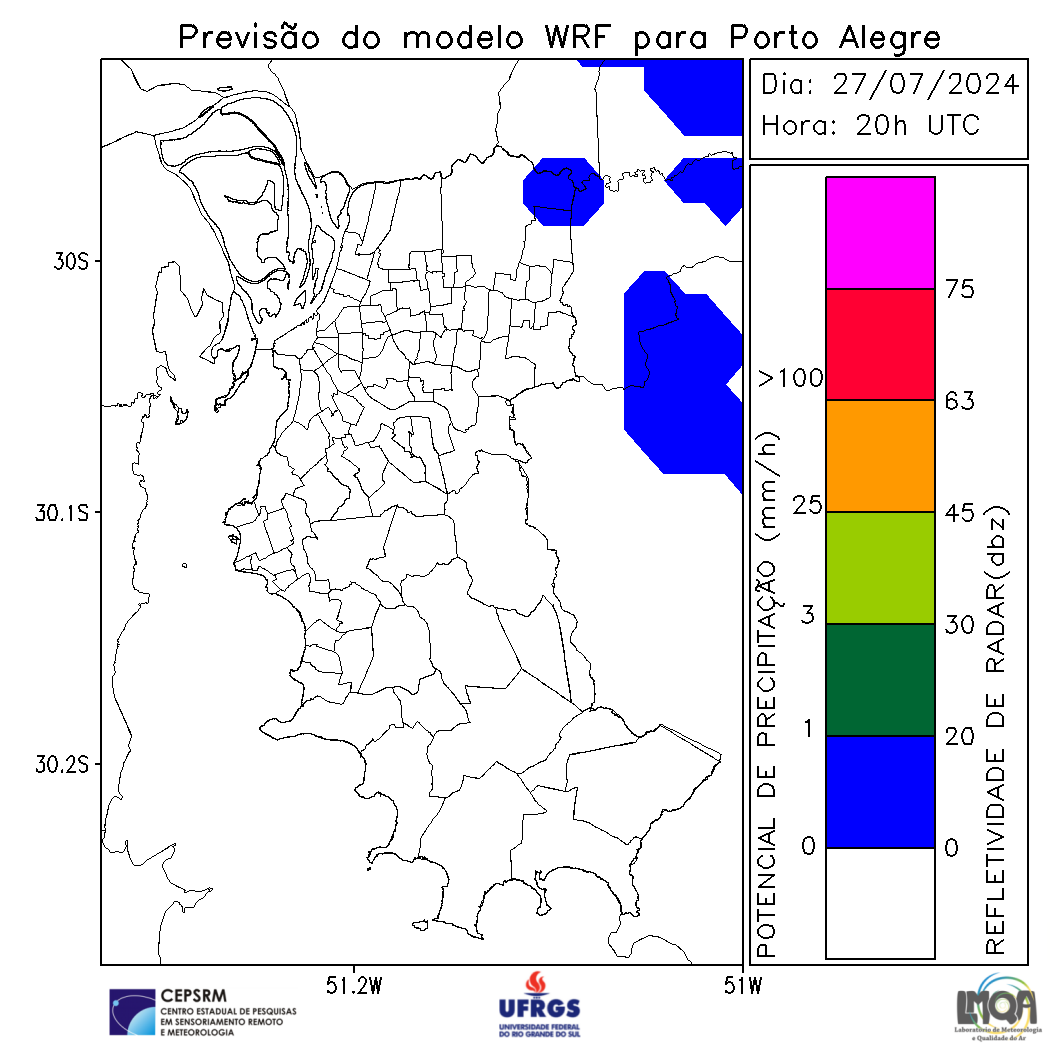 Previsão do modelo WRF para Porto Alegre
Dia: 27/07/2024
Hora: 20h UTC
30S
30.1S
30.2S
51.2W
51W
POTENCIAL DE PRECIPITAÇÃO (mm/h)
>100
25
3
1
0
75
63
45
30
20
0
REFLETIVIDADE DE RADAR(dbz)
CEPSRM
CENTRO ESTADUAL DE PESQUISAS
EM SENSORIAMENTO REMOTO
E METEOROLOGIA
UFRGS
UNIVERSIDADE FEDERAL
DO RIO GRANDE DO SUL
LMQA
Laboratório de Meteorologia
e Qualidade do Ar